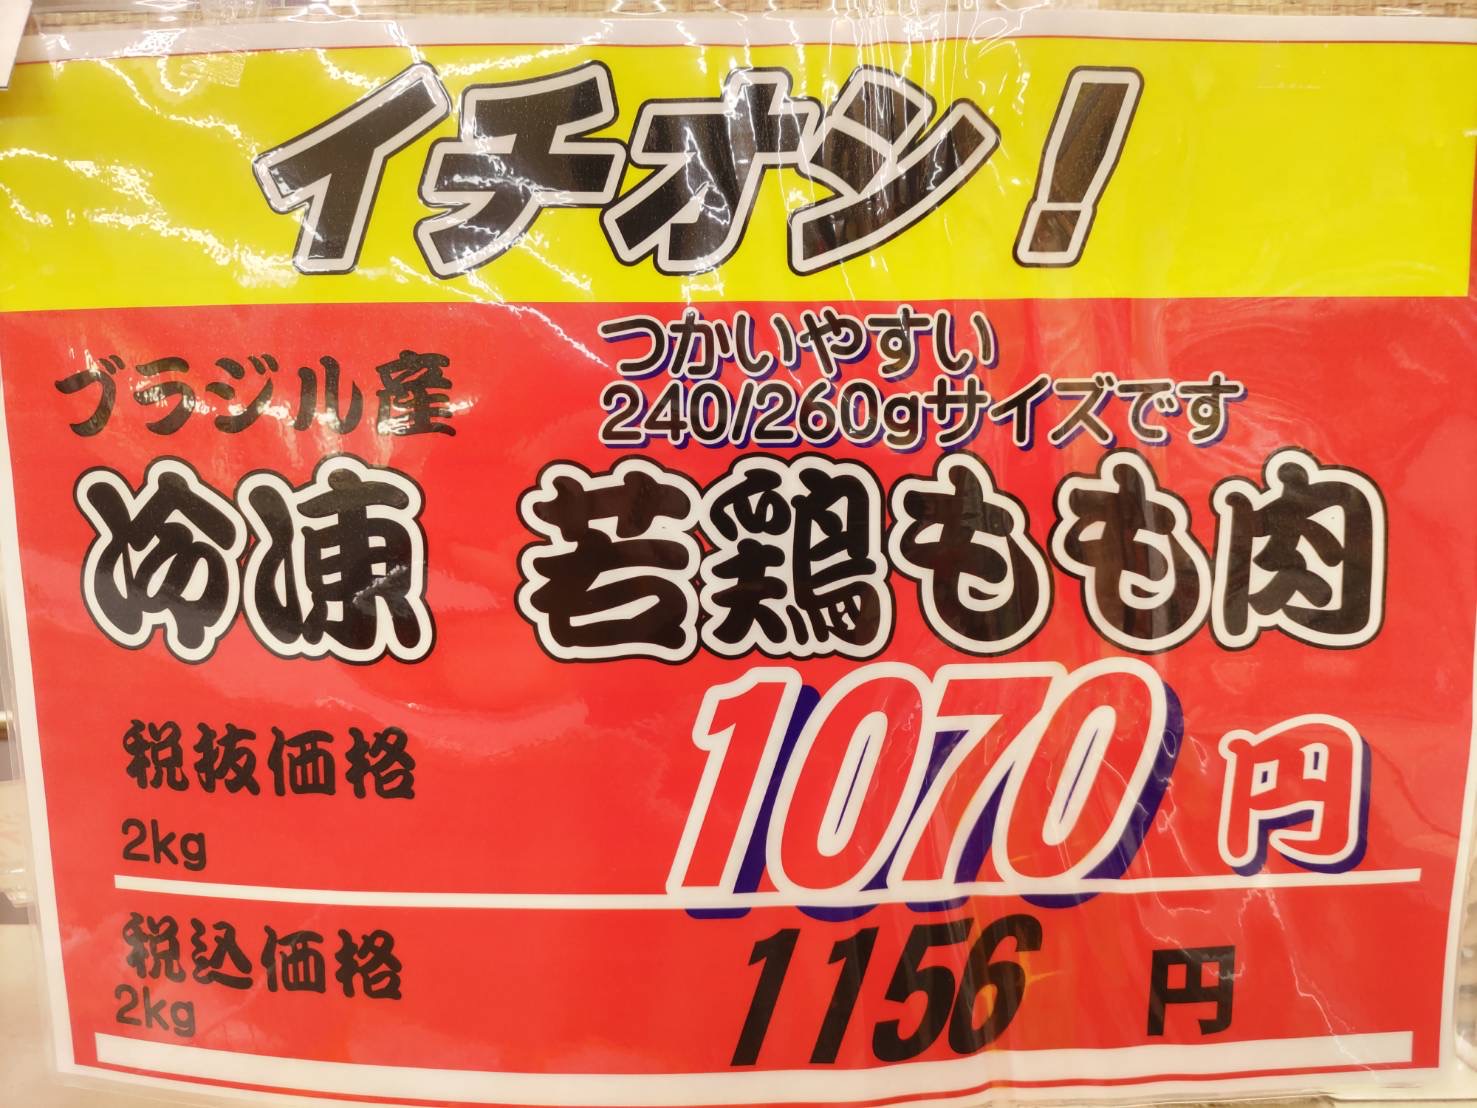 イチオシ!
つかいやすい
240/260gサイズです
ブラジル産
冷凍 若鶏もも肉
税抜価格 1070円
2kg
税込価格 1156円
2kg